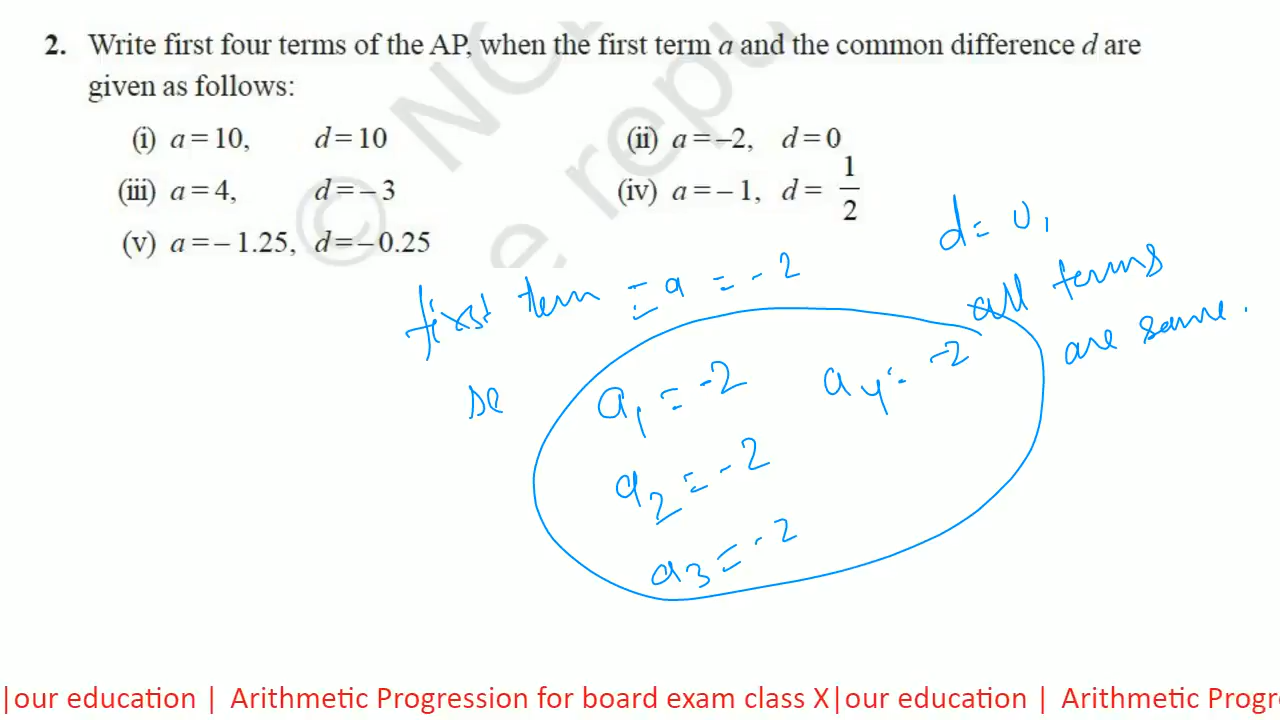 2. Write first four terms of the AP, when the first term a and the common difference d are
given as follows:
(i) a = 10, d = 10 (ii) a = –2, d = 0
(iii) a = 4, d = – 3 (iv) a = – 1, d = 1/2
(v) a = – 1.25, d = – 0.25
d = 0,
first term = a = -2
all terms
are same.
so
a1 = -2 a4 = -2
a2 = -2
a3 = -2
|our education | Arithmetic Progression for board exam class X|our education | Arithmetic Progr